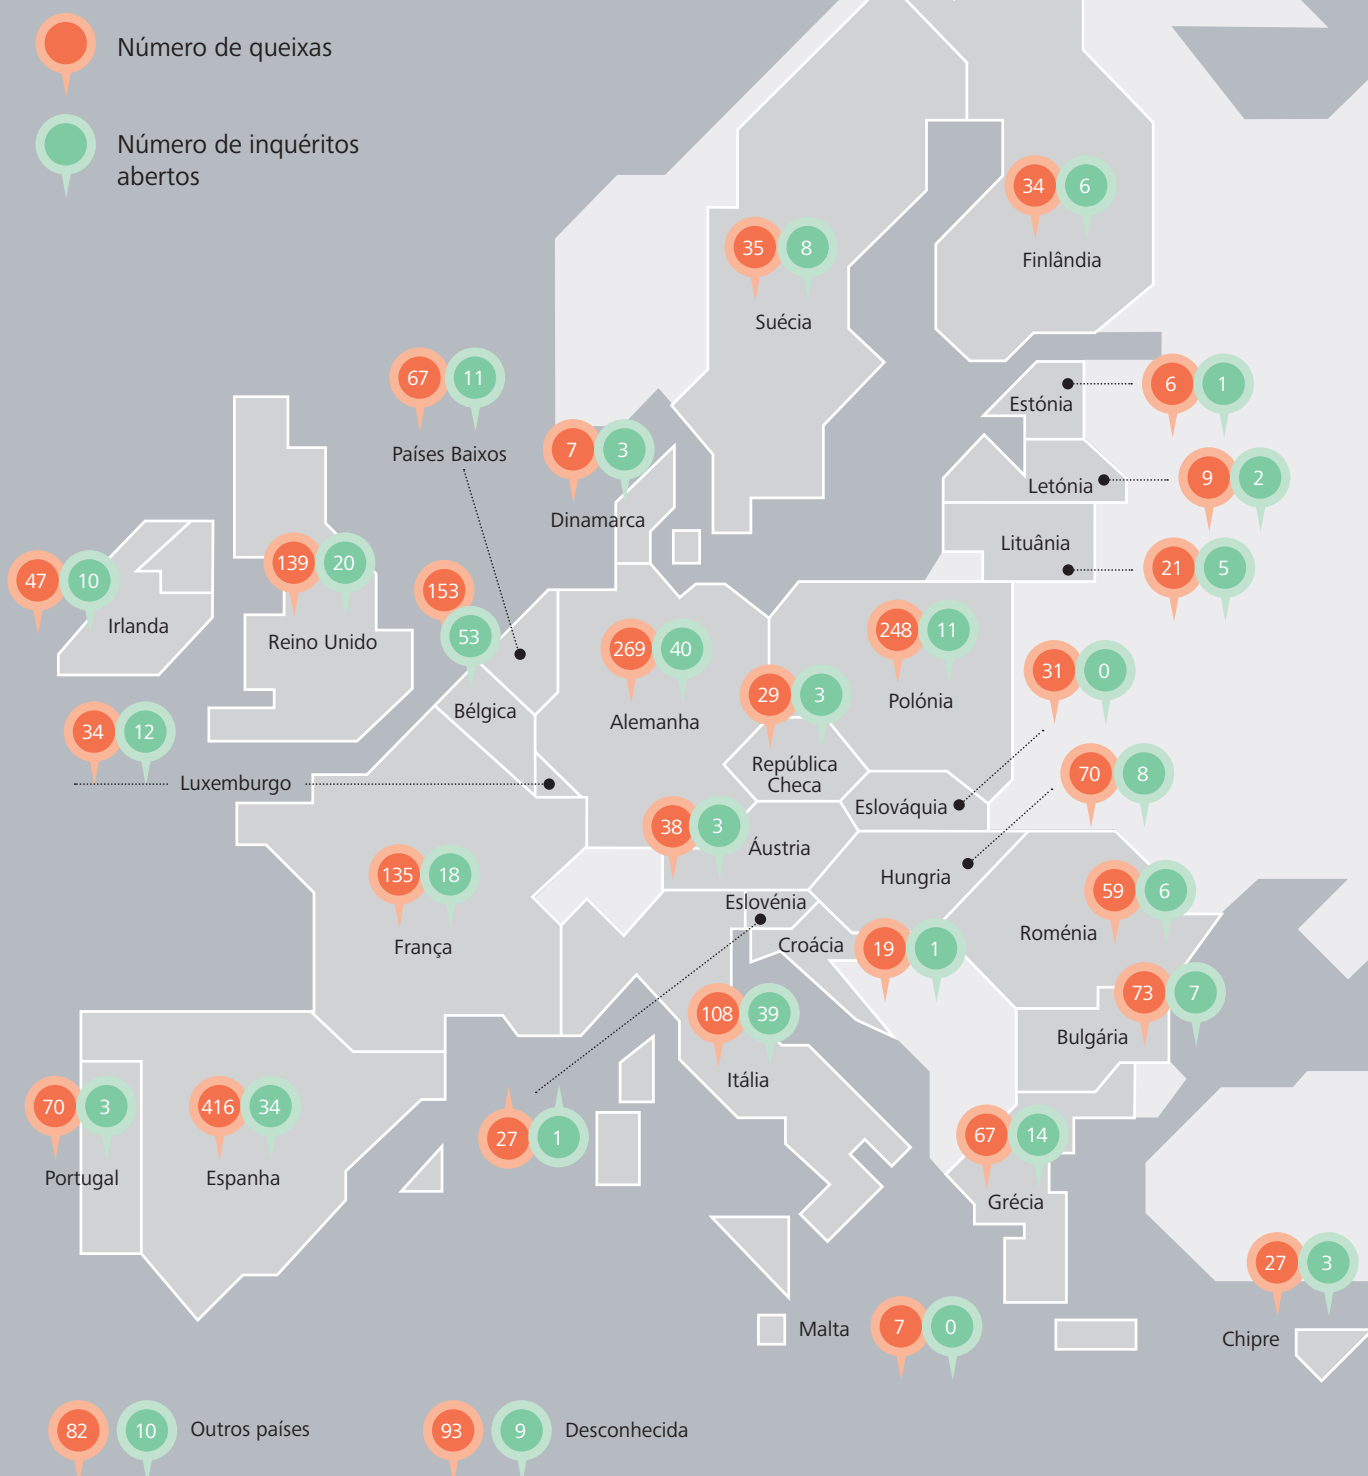 Número de queixas
Número de inquéritos
abertos
34 6
Finlândia
35 8
Suécia
67 11
Países Baixos
6 1
Estónia
7 3
Dinamarca
9 2
Letónia
Lituânia
21 5
47 10
Irlanda
139 20
Reino Unido
153
53
Bélgica
269 40
Alemanha
248 11
Polónia
29 3
República
Checa
31 0
Eslováquia
34 12
Luxemburgo
70 8
Hungria
38 3
Áustria
135 18
França
Eslovénia
59 6
Roménia
Croácia
19 1
73 7
Bulgária
108 39
Itália
70 3
Portugal
416 34
Espanha
27 1
67 14
Grécia
27 3
Chipre
Malta
7 0
82 10 Outros países
93 9 Desconhecida